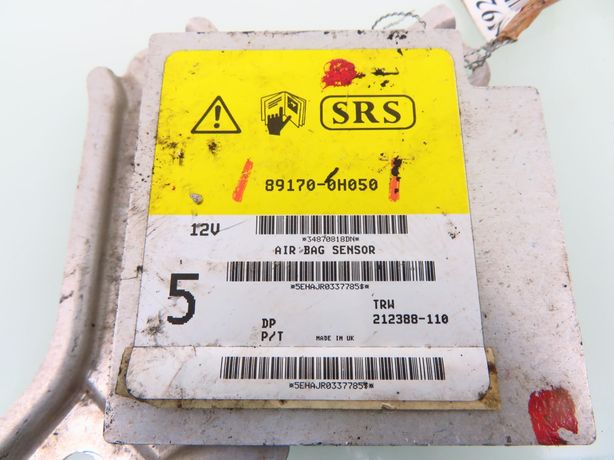 SRS
89170-0H050
12V
*34870818DN*
AIR BAG SENSOR
*5EHAJR0337785$*
5
TRW
DP
212388-110
P/T
MADE IN UK
*5EHAJR0337785$*